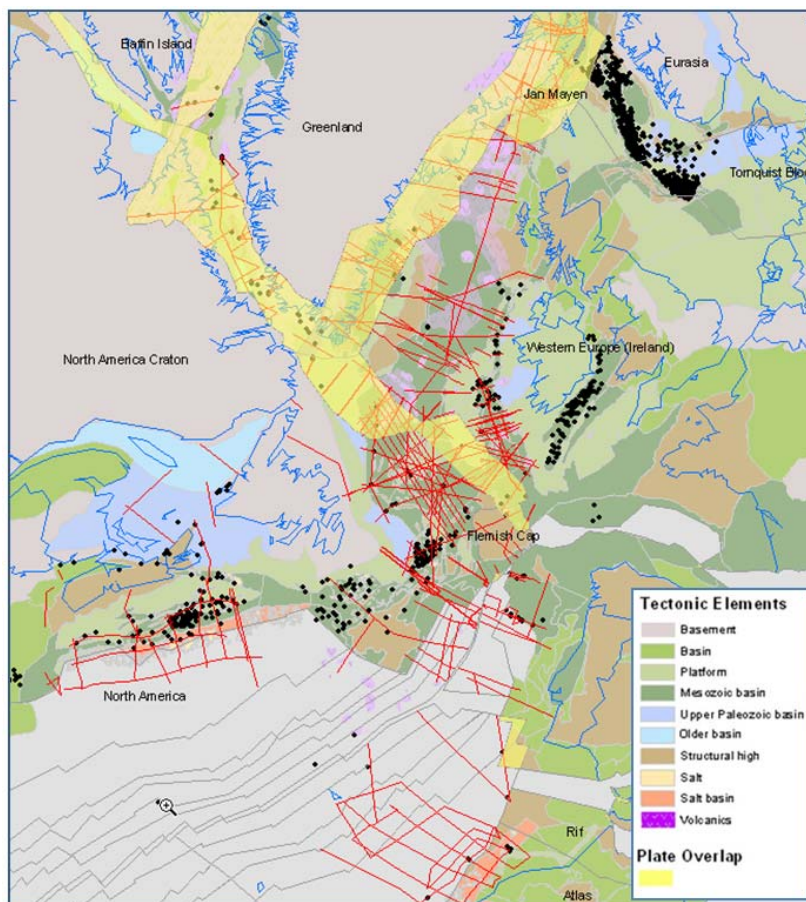 Baffin Island
Eurasia
Jan Mayen
Greenland
Tornquist Bloc
Western Europe (Ireland)
North America Craton
Flemish Cap
North America
Rif
Atlas
Tectonic Elements
Basement
Basin
Platform
Mesozoic basin
Upper Paleozoic basin
Older basin
Structural high
Salt
Salt basin
Volcanics
Plate Overlap